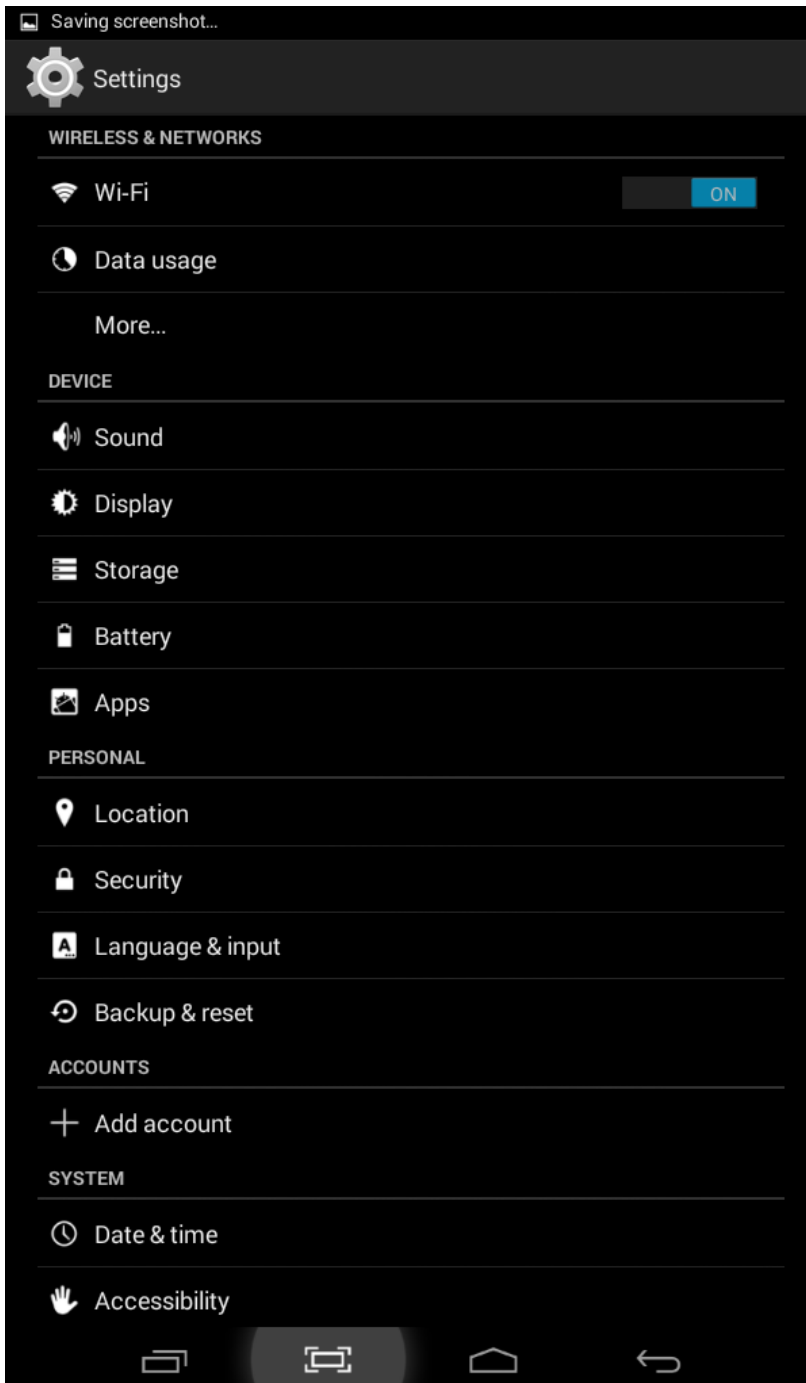 Saving screenshot...
Settings
WIRELESS & NETWORKS
Wi-Fi ON
Data usage
More...
DEVICE
Sound
Display
Storage
Battery
Apps
PERSONAL
Location
Security
Language & input
Backup & reset
ACCOUNTS
Add account
SYSTEM
Date & time
Accessibility